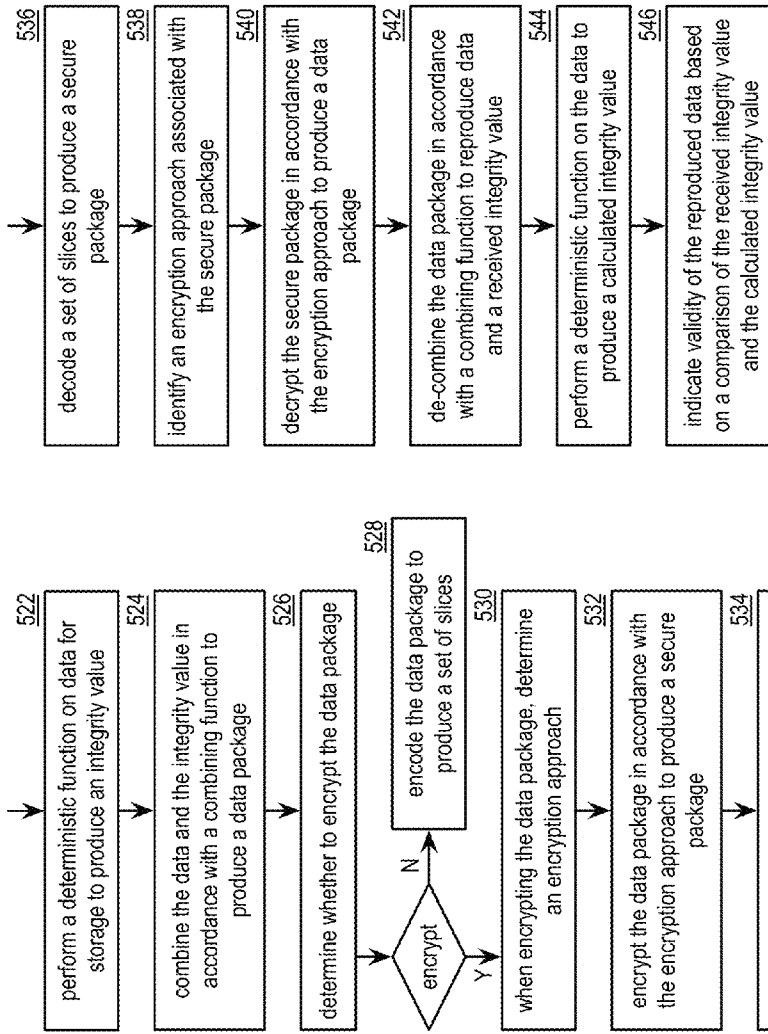 522
perform a deterministic function on data for
storage to produce an integrity value
524
combine the data and the integrity value in
accordance with a combining function to
produce a data package
526
determine whether to encrypt the data package
encrypt
N
Y
528
encode the data package to
produce a set of slices
530
when encrypting the data package, determine
an encryption approach
532
encrypt the data package in accordance with
the encryption approach to produce a secure
package
534
536
decode a set of slices to produce a secure
package
538
identify an encryption approach associated with
the secure package
540
decrypt the secure package in accordance with
the encryption approach to produce a data
package
542
de-combine the data package in accordance
with a combining function to reproduce data
and a received integrity value
544
perform a deterministic function on the data to
produce a calculated integrity value
546
indicate validity of the reproduced data based
on a comparison of the received integrity value
and the calculated integrity value